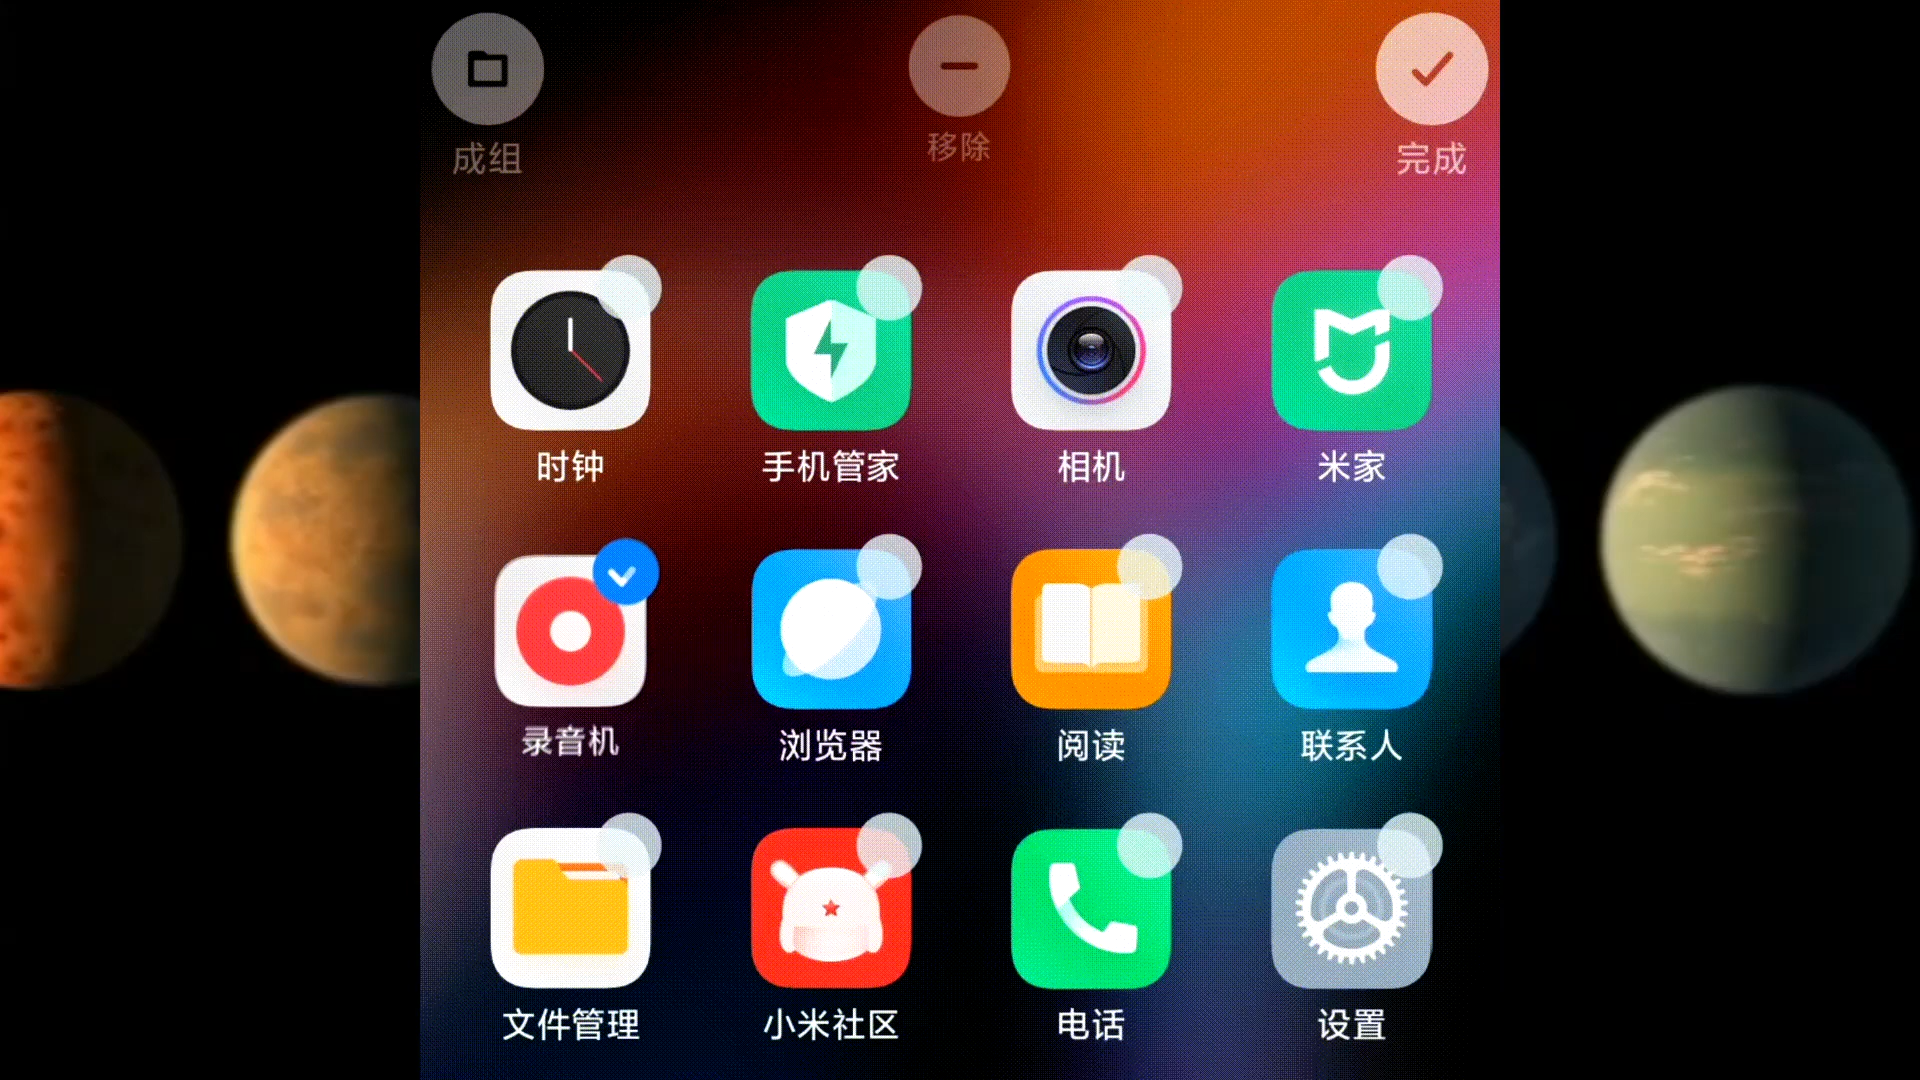 成组
移除
完成
时钟
手机管家
相机
米家
录音机
浏览器
阅读
联系人
文件管理
小米社区
电话
设置